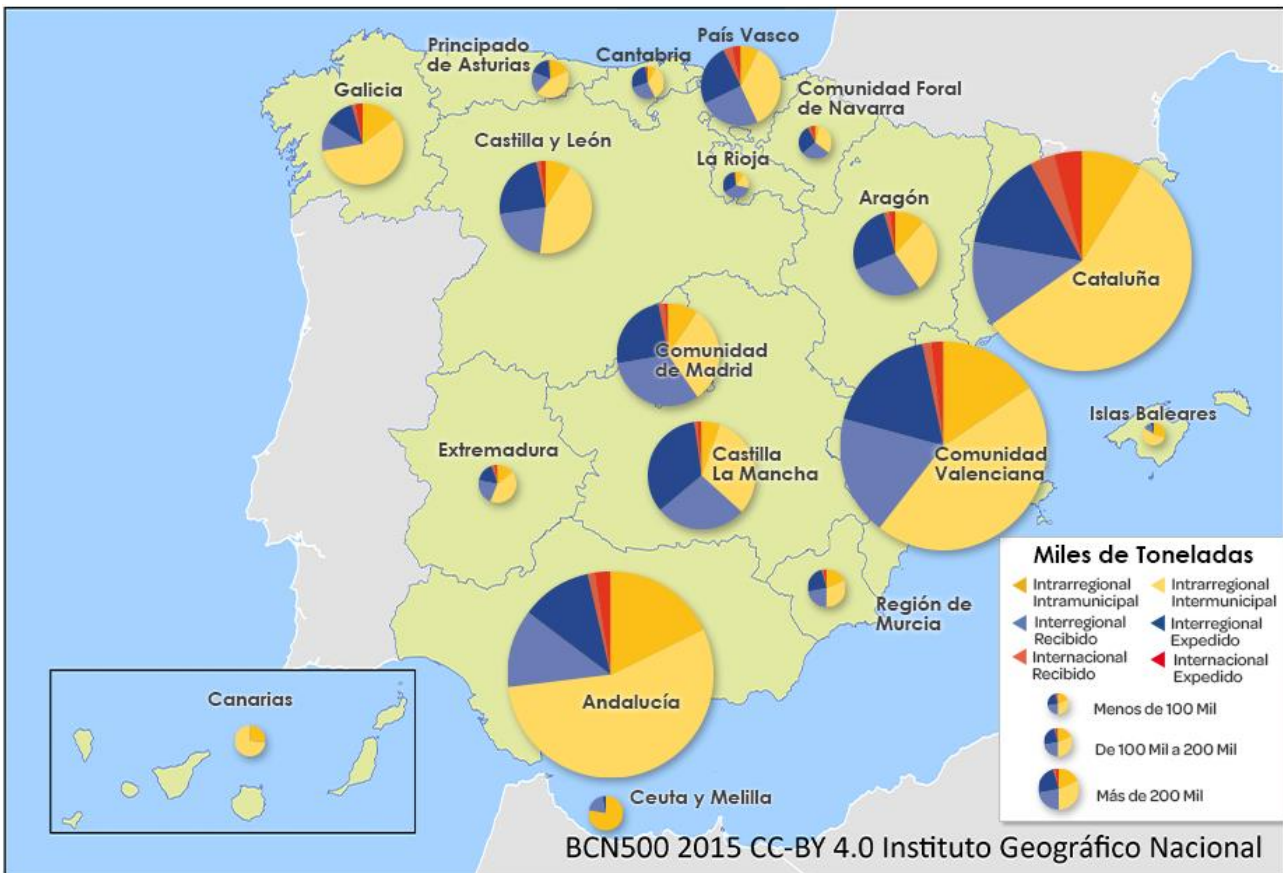 País Vasco
Principado
de Asturias
Cantabria
Galicia
Comunidad Foral
de Navarra
Castilla y León
La Rioja
Aragón
Cataluña
Comunidad
de Madrid
Islas Baleares
Extremadura
Castilla
La Mancha
Comunidad
Valenciana
Región de
Murcia
Andalucía
Canarias
Ceuta y Melilla
Miles de Toneladas
Intrarregional
Intramunicipal
Intrarregional
Intermunicipal
Interregional
Recibido
Interregional
Expedido
Internacional
Recibido
Internacional
Expedido
Menos de 100 Mil
De 100 Mil a 200 Mil
Más de 200 Mil
BCN500 2015 CC-BY 4.0 Instituto Geográfico Nacional